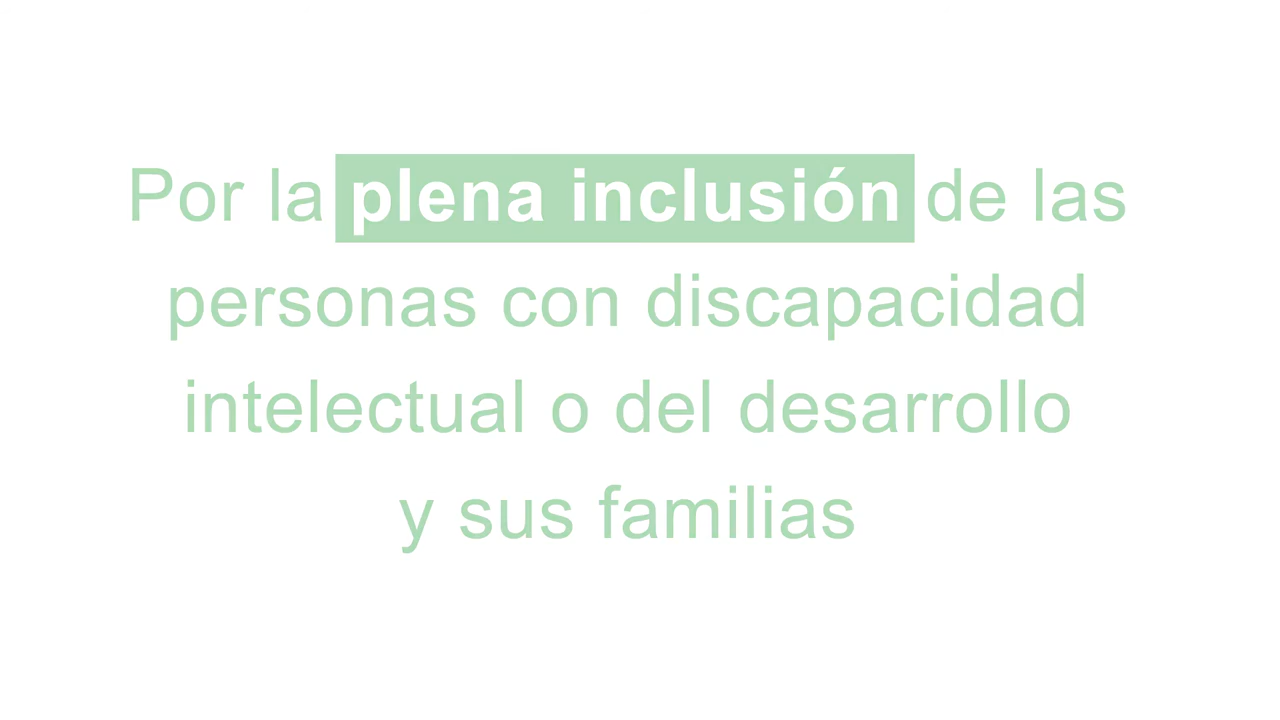 Por la plena inclusión de las
personas con discapacidad
intelectual o del desarrollo
y sus familias